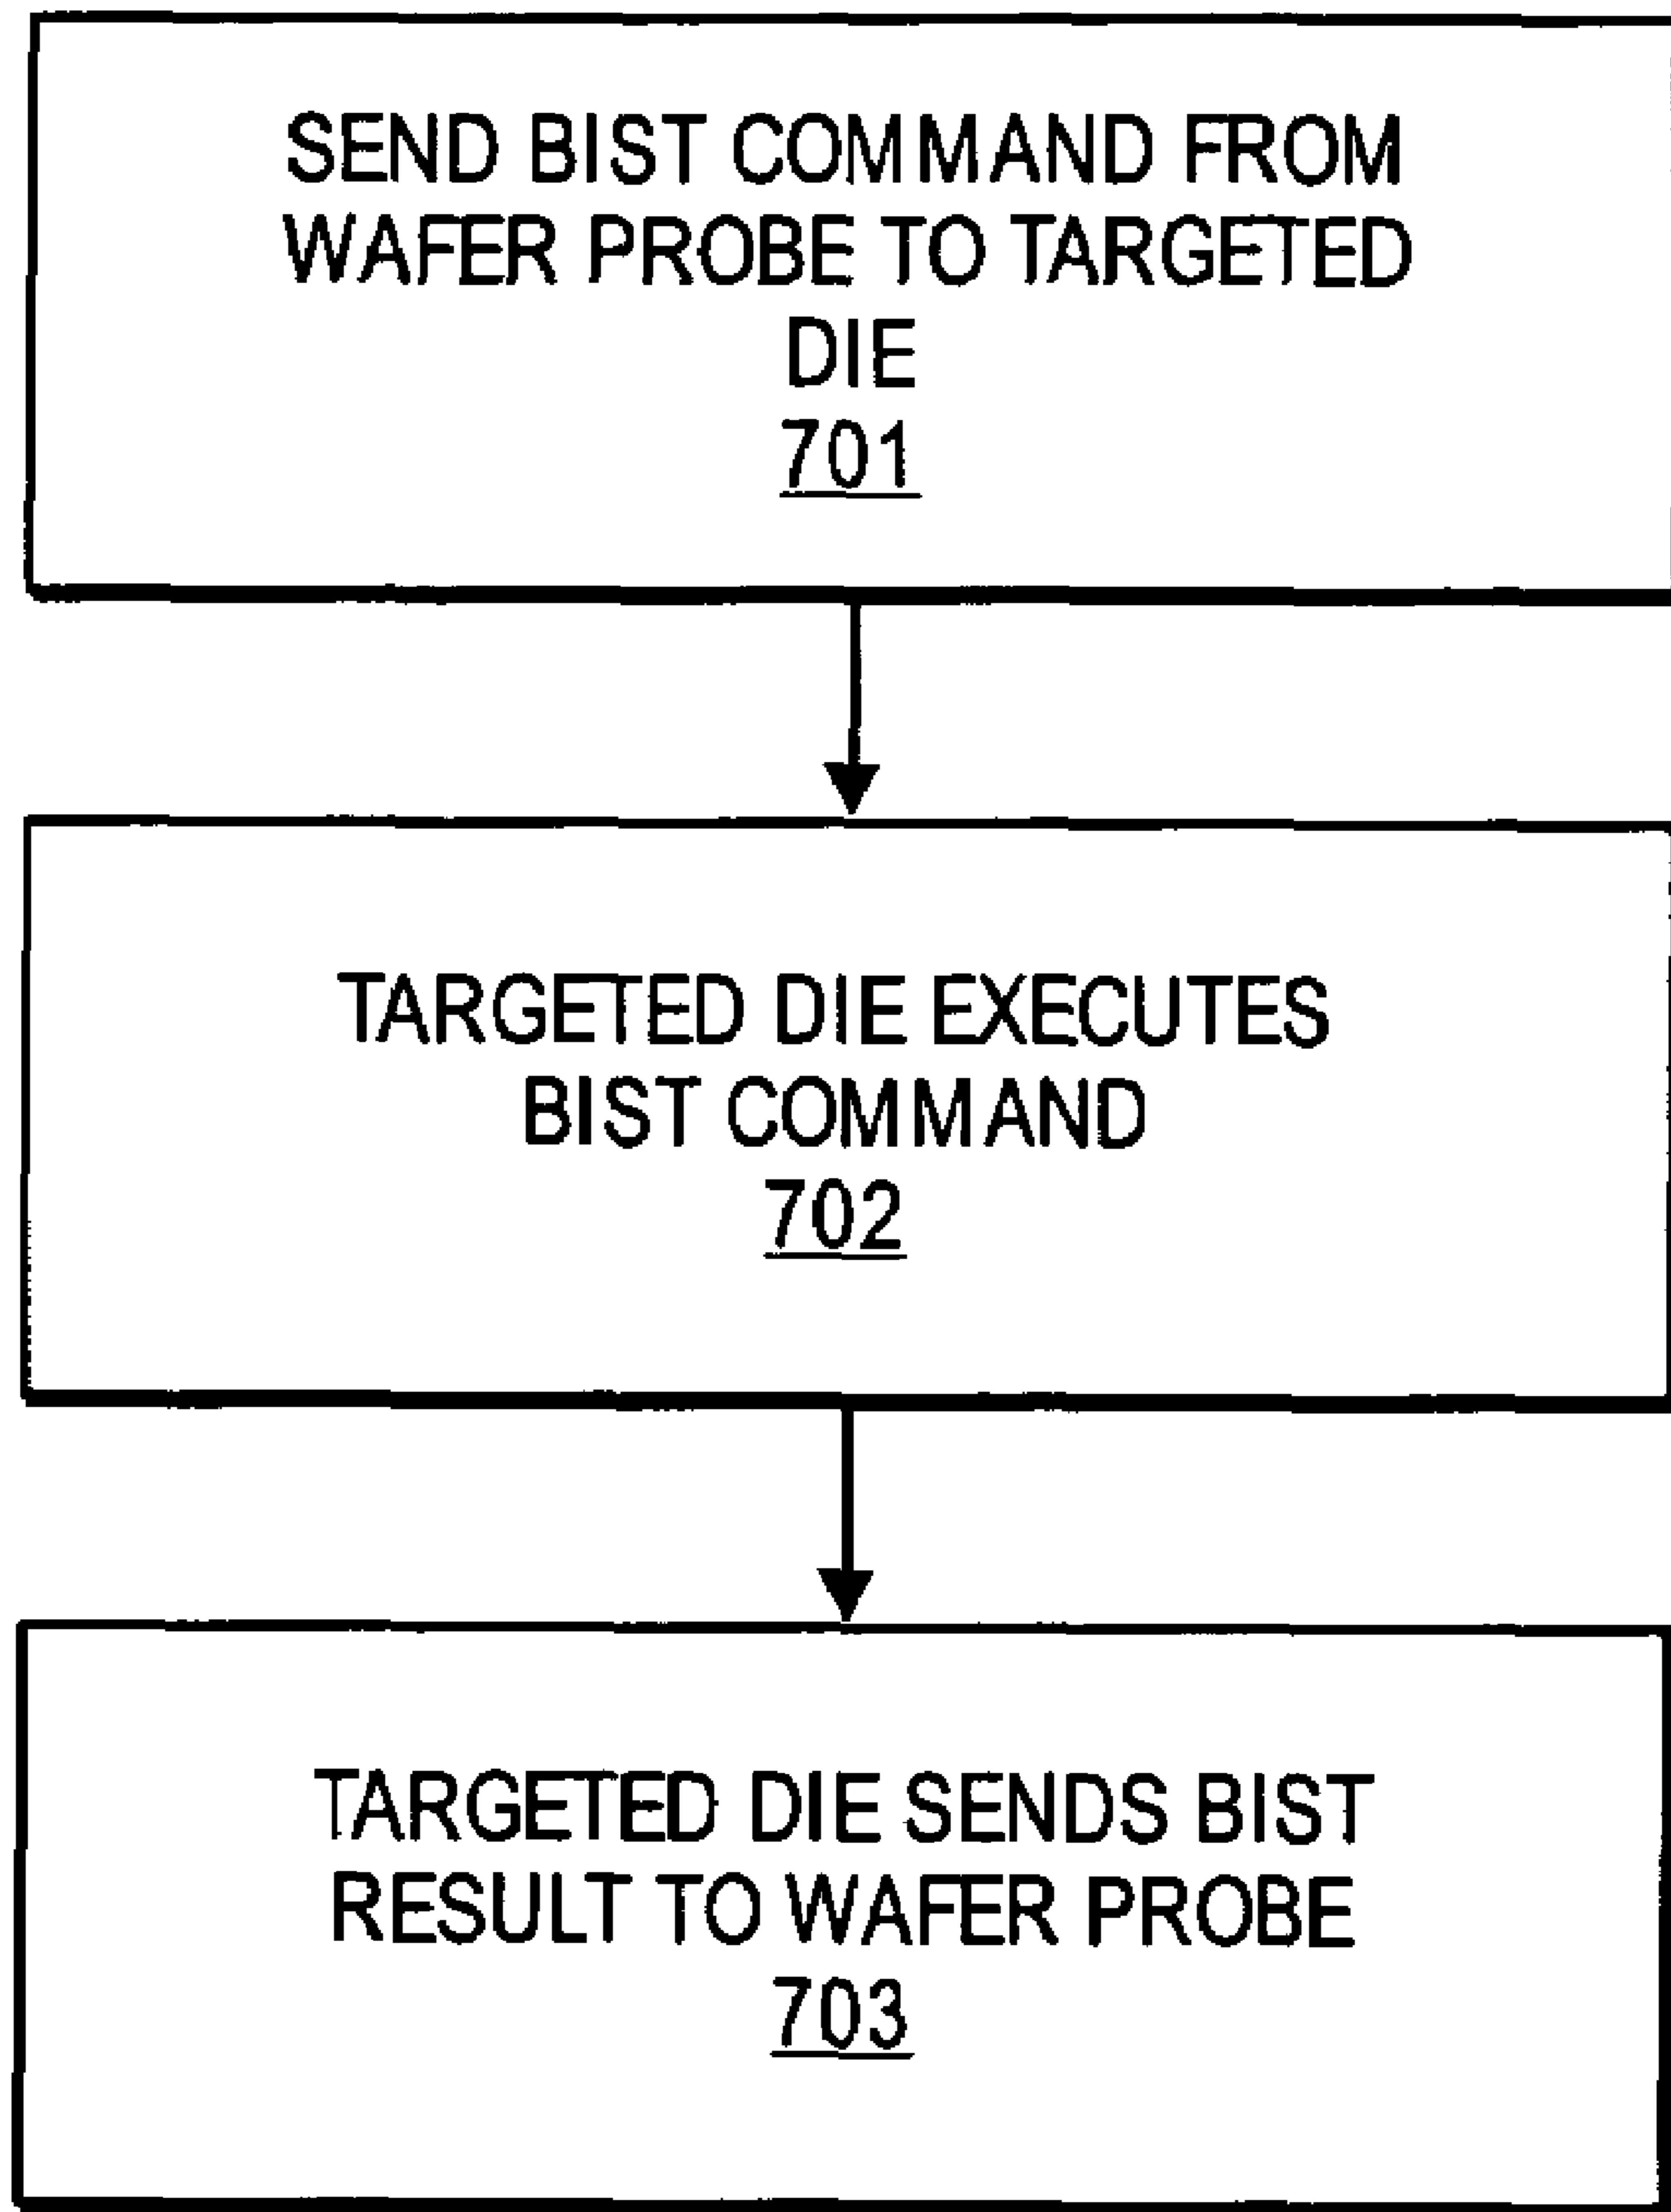 SEND BIST COMMAND FROM
WAFER PROBE TO TARGETED
DIE
701
TARGETED DIE EXECUTES
BIST COMMAND
702
TARGETED DIE SENDS BIST
RESULT TO WAFER PROBE
703